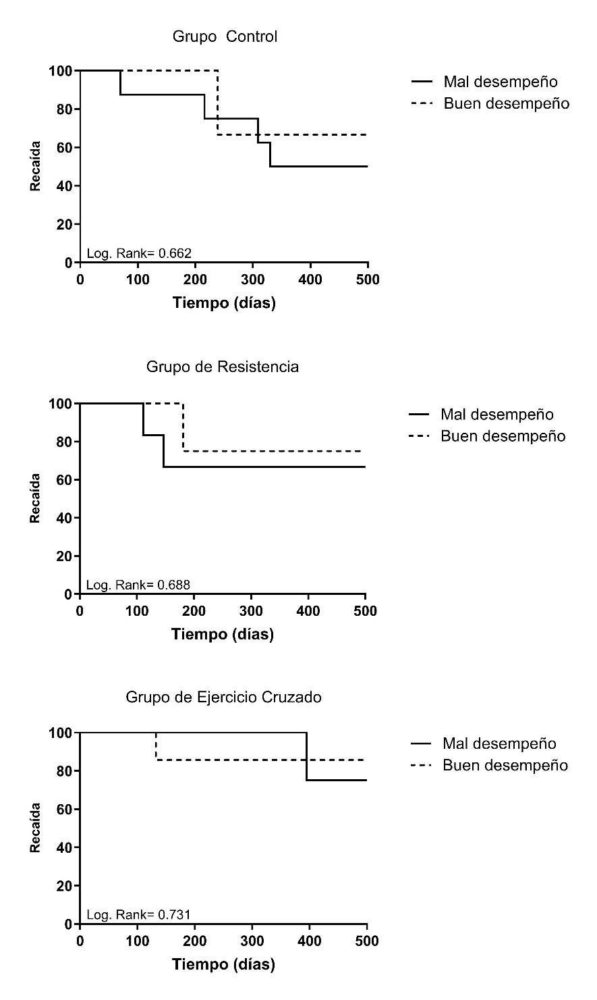 Grupo  Control
Mal desempeño
Buen desempeño
Recaída
100
80
60
40
20
0
Log. Rank= 0.662
0 100 200 300 400 500
Tiempo (días)
Grupo de Resistencia
Mal desempeño
Buen desempeño
Recaída
100
80
60
40
20
0
Log. Rank= 0.688
0 100 200 300 400 500
Tiempo (días)
Grupo de Ejercicio Cruzado
Mal desempeño
Buen desempeño
Recaída
100
80
60
40
20
0
Log. Rank= 0.731
0 100 200 300 400 500
Tiempo (días)